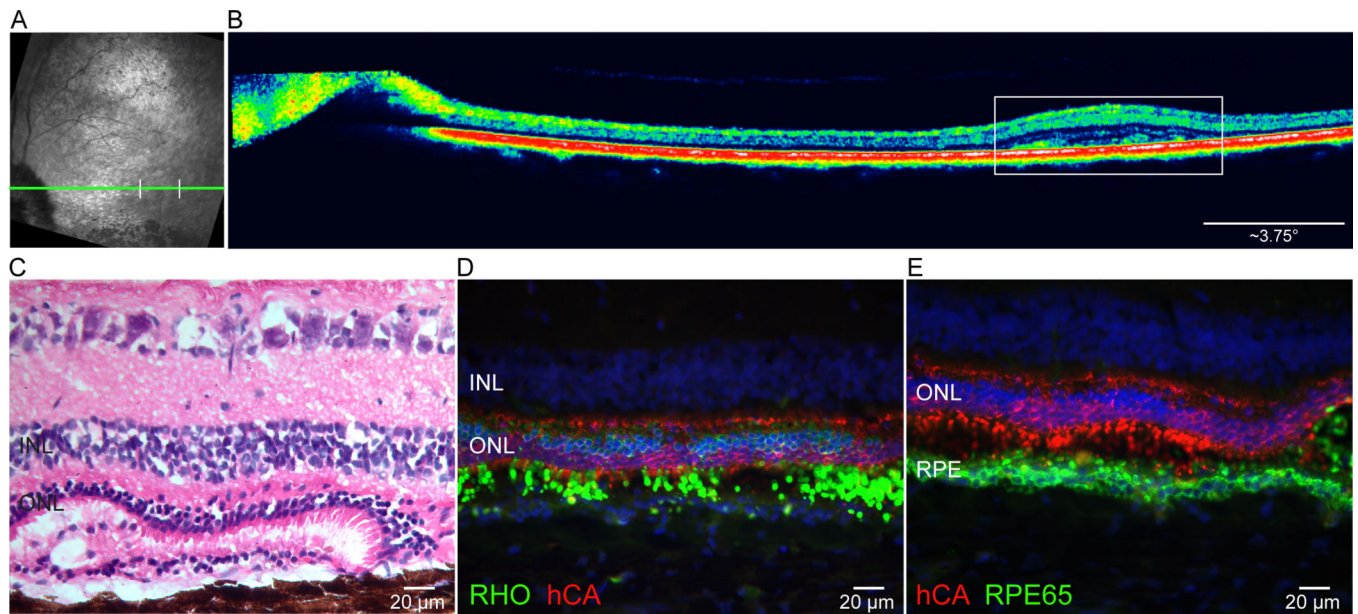 A
B
~3.75°
C
INL
ONL
20 µm
D
INL
ONL
RHO hCA
20 µm
E
ONL
RPE
hCA RPE65
20 µm